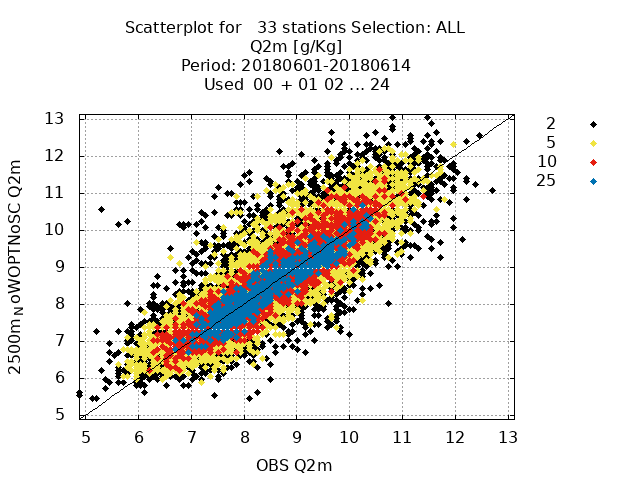 Scatterplot for   33 stations Selection: ALL
Q2m [g/Kg]
Period: 20180601-20180614
Used  00 + 01 02 ... 24
2
5
10
25
13
12
11
10
9
8
7
6
5
2500m_NoWOPTNoSC Q2m
5 6 7 8 9 10 11 12 13
OBS Q2m